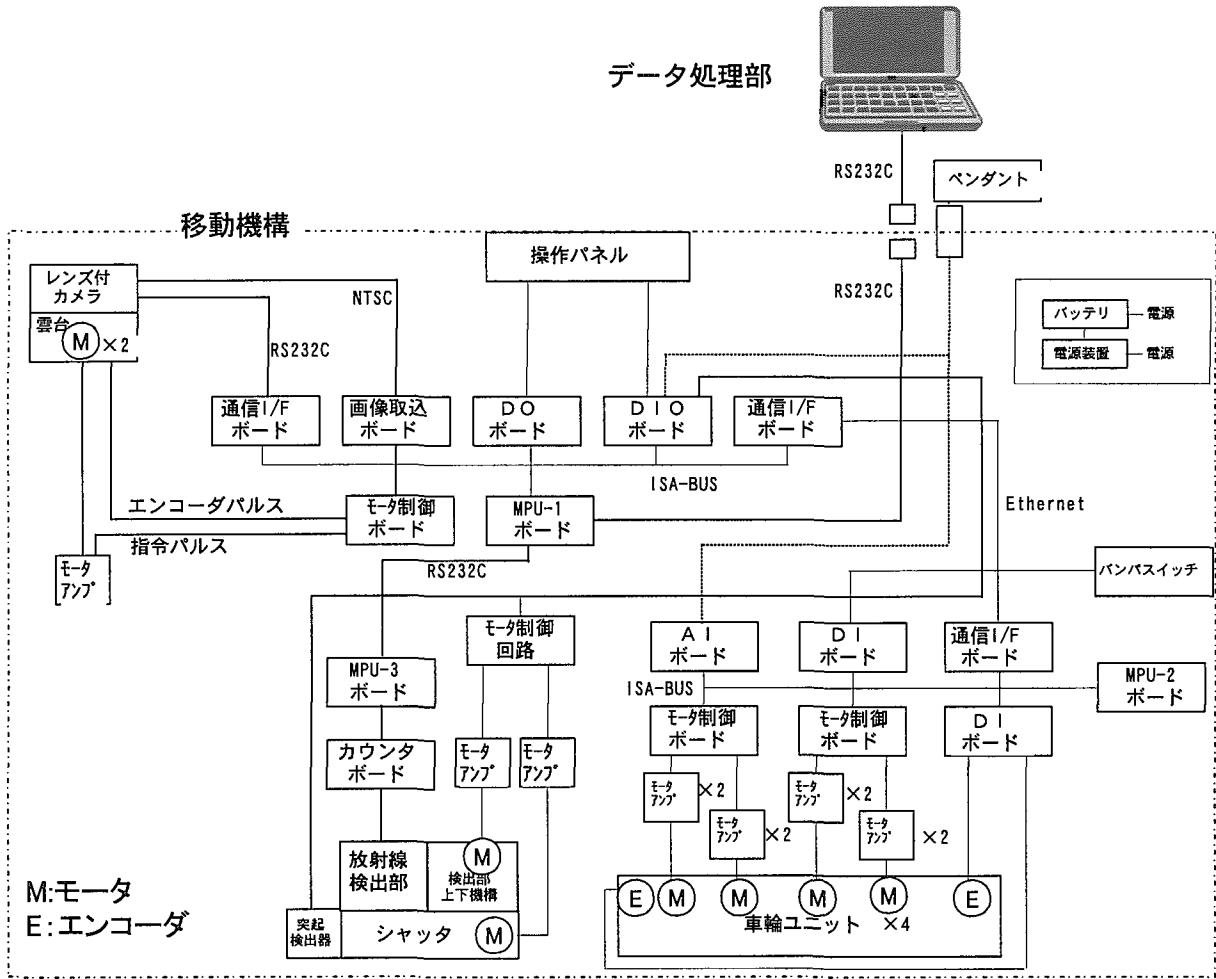 データ処理部
RS232C
ペンダント
移動機構
操作パネル
レンズ付
カメラ
NTSC
RS232C
雲台
M ×2
RS232C
バッテリ
電源
電源装置
電源
通信I/F
ボード
画像取込
ボード
DO
ボード
DIO
ボード
通信I/F
ボード
ISA-BUS
エンコーダパルス
モータ制御
ボード
MPU-1
ボード
Ethernet
指令パルス
モータ
アンプ
RS232C
バンパスイッチ
モータ制御
回路
AI
ボード
DI
ボード
通信I/F
ボード
MPU-3
ボード
ISA-BUS
MPU-2
ボード
モータ制御
ボード
モータ制御
ボード
DI
ボード
カウンタ
ボード
モータ
アンプ
モータ
アンプ
モータ
アンプ
×2
モータ
アンプ
×2
モータ
アンプ
×2
モータ
アンプ
×2
放射線
検出部
M
検出部
上下機構
M:モータ
E:エンコーダ
突起
検出器
シャッタ
M
E
M
M
M
M
E
車輪ユニット ×4